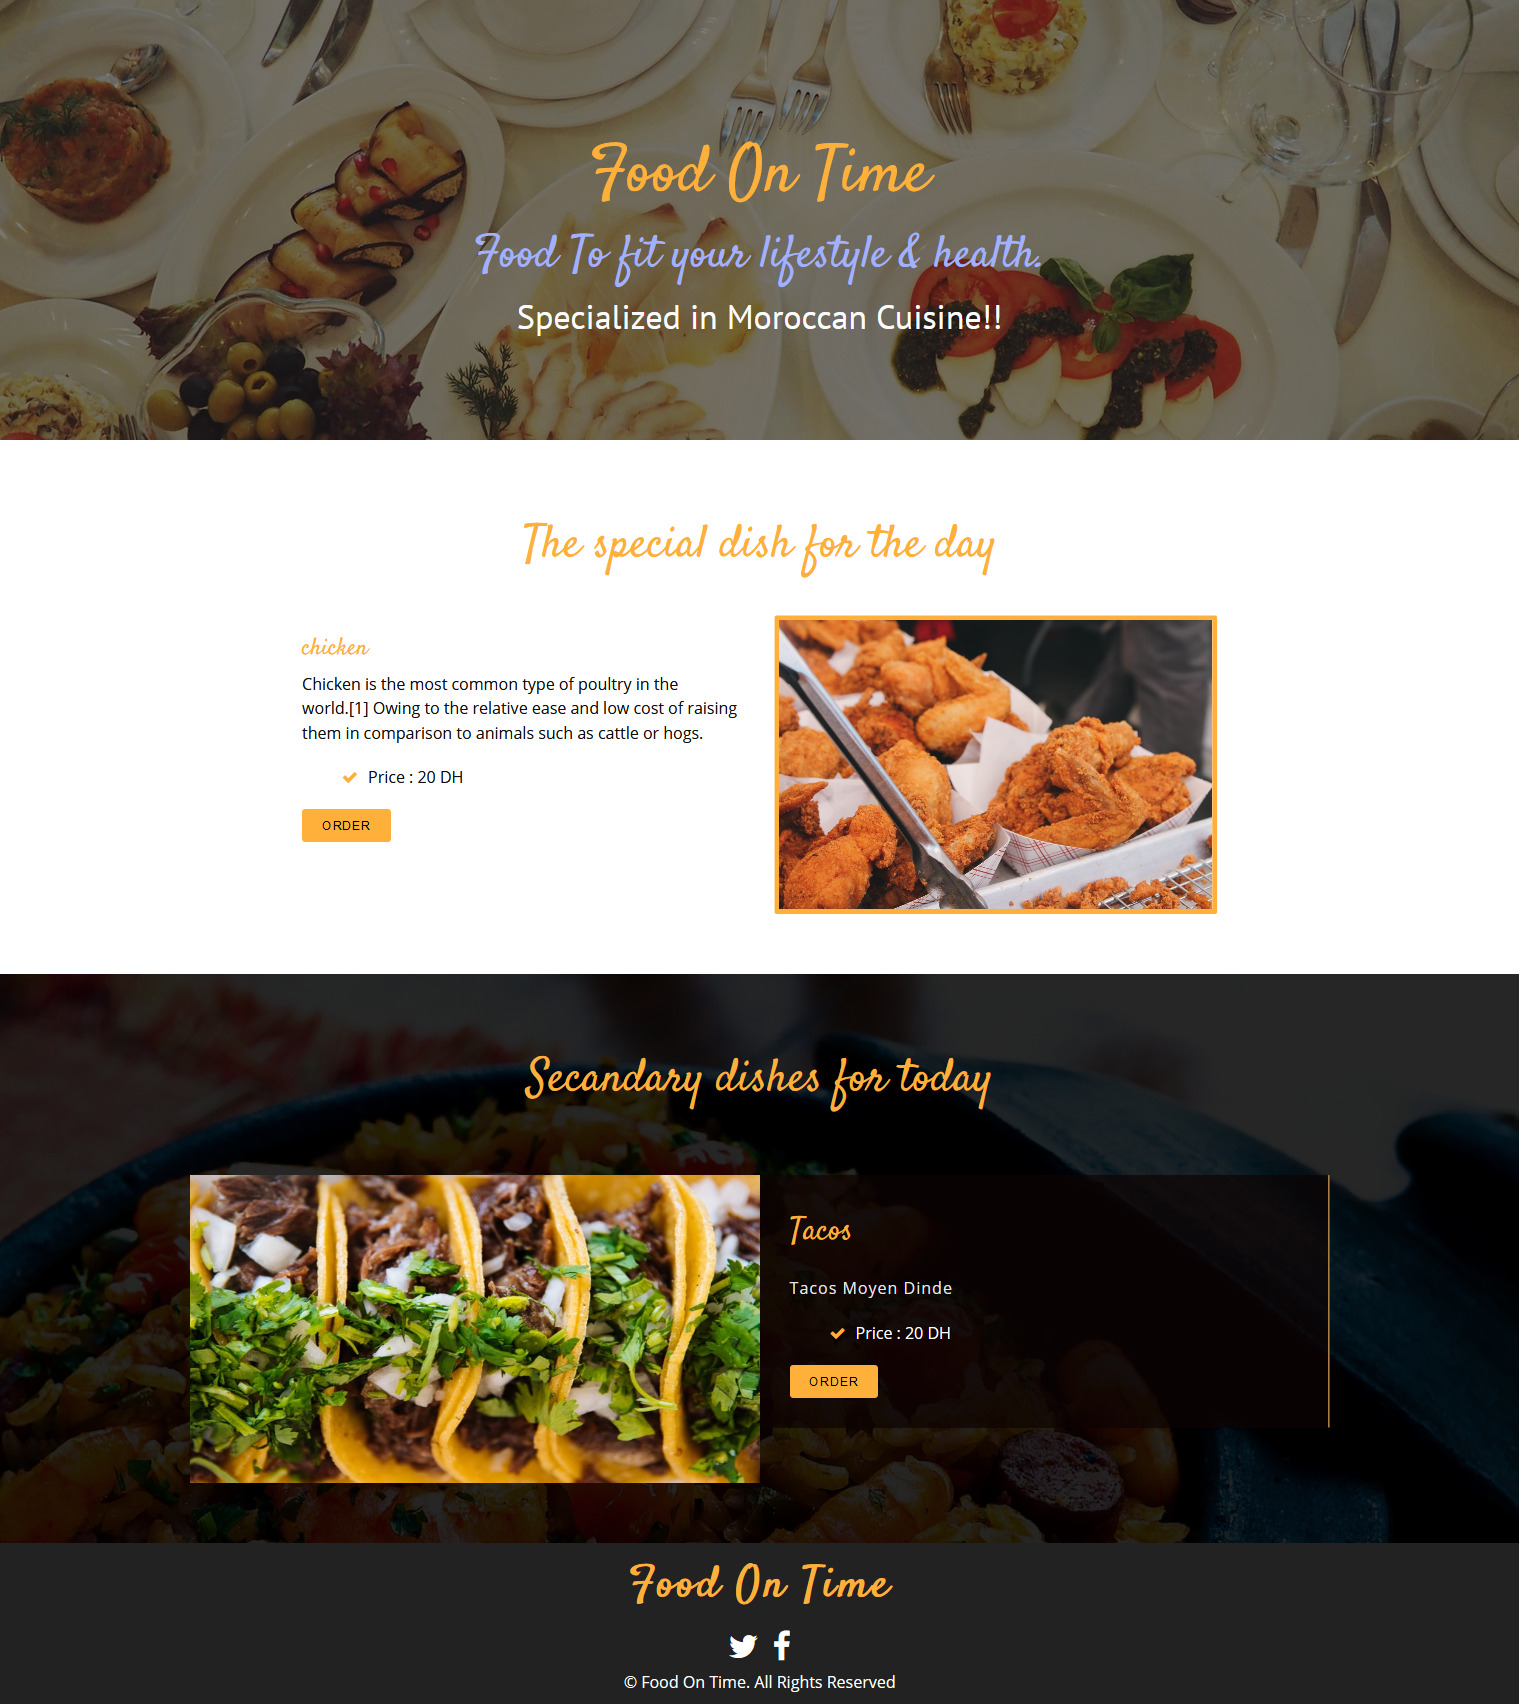 Food On Time
Food To fit your lifestyle & health.
Specialized in Moroccan Cuisine!!
The special dish for the day
chicken
Chicken is the most common type of poultry in the
world.[1] Owing to the relative ease and low cost of raising
them in comparison to animals such as cattle or hogs.
Price : 20 DH
ORDER
Secandary dishes for today
Tacos
Tacos Moyen Dinde
Price : 20 DH
ORDER
Food On Time
© Food On Time. All Rights Reserved